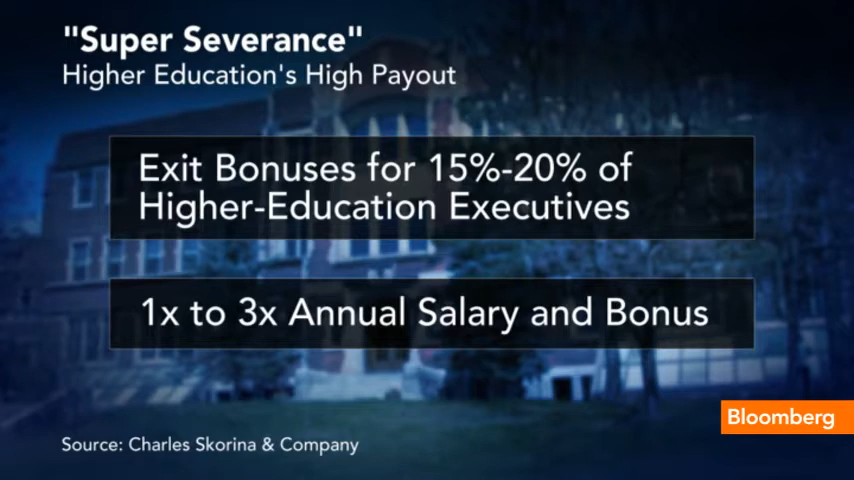 "Super Severance"
Higher Education's High Payout
Exit Bonuses for 15%-20% of
Higher-Education Executives
1x to 3x Annual Salary and Bonus
Bloomberg
Source: Charles Skorina & Company